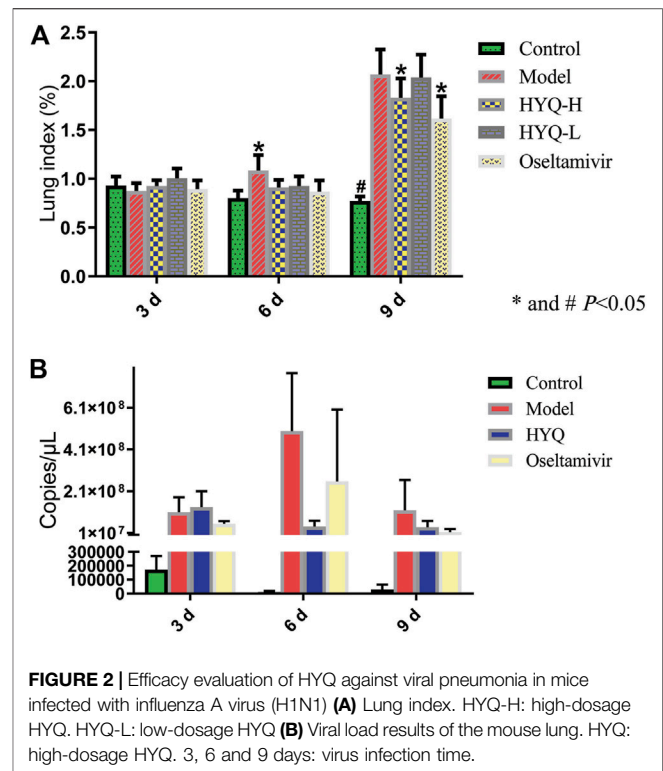 A
Lung index (%)
2.5
2.0
1.5
1.0
0.5
0.0
*
#
*
*
3 d
6 d
9 d
Control
Model
HYQ-H
HYQ-L
Oseltamivir
* and # P<0.05
B
Copies/µL
6.1×10⁸
4.1×10⁸
2.1×10⁸
1×10⁷
300000
200000
100000
0
3 d
6 d
9 d
Control
Model
HYQ
Oseltamivir
FIGURE 2 | Efficacy evaluation of HYQ against viral pneumonia in mice
infected with influenza A virus (H1N1) (A) Lung index. HYQ-H: high-dosage
HYQ. HYQ-L: low-dosage HYQ (B) Viral load results of the mouse lung. HYQ:
high-dosage HYQ. 3, 6 and 9 days: virus infection time.